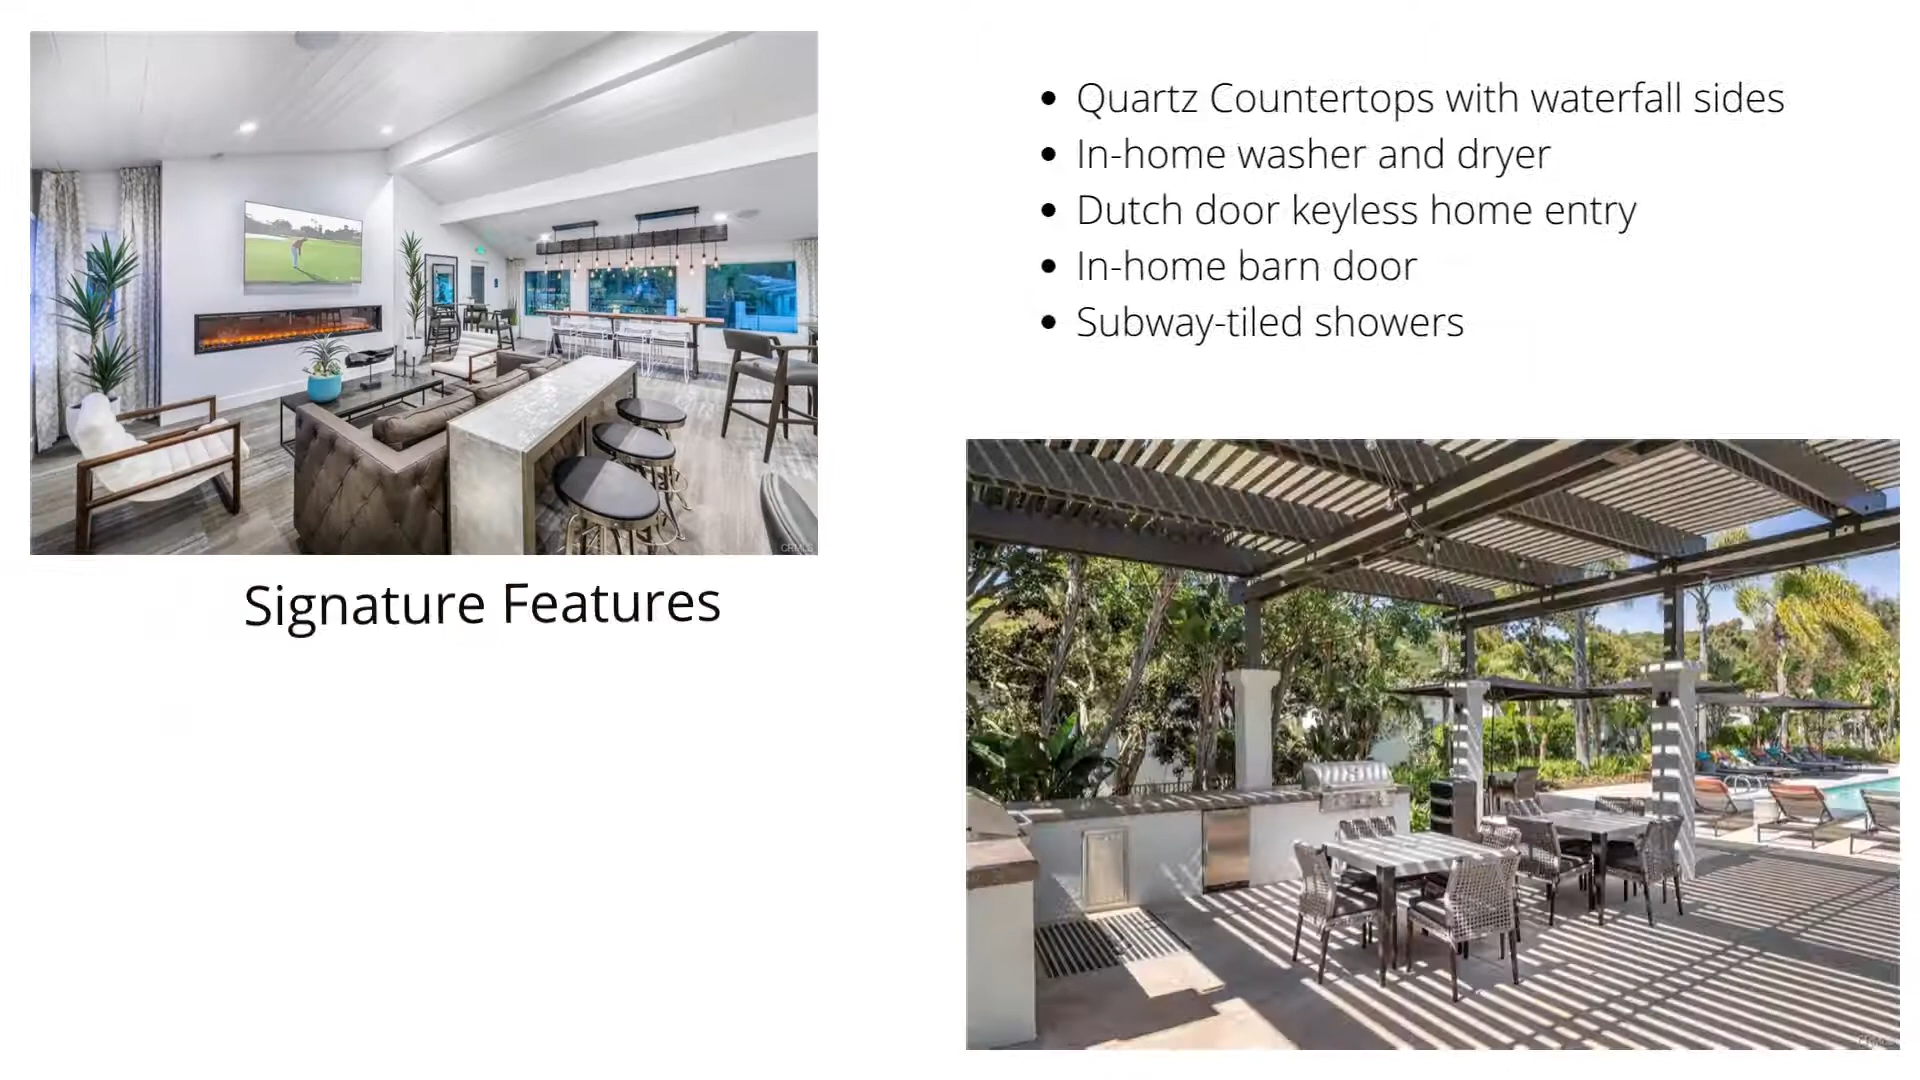 Quartz Countertops with waterfall sides
In-home washer and dryer
Dutch door keyless home entry
In-home barn door
Subway-tiled showers
Signature Features
CRMLS